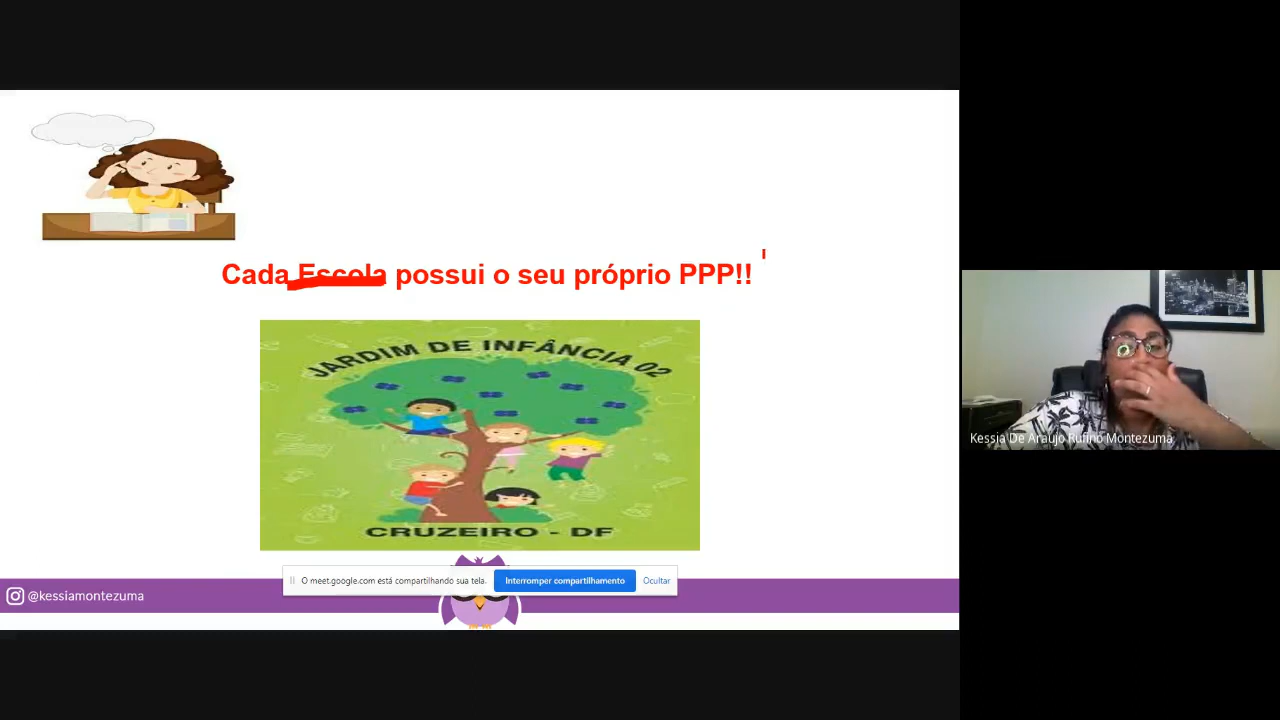 Cada Escola possui o seu próprio PPP!!
JARDIM DE INFÂNCIA 02
CRUZEIRO - DF
O meet.google.com está compartilhando sua tela.
Interromper compartilhamento
Ocultar
@kessiamontezuma
Kessia De Araujo Rufino Montezuma